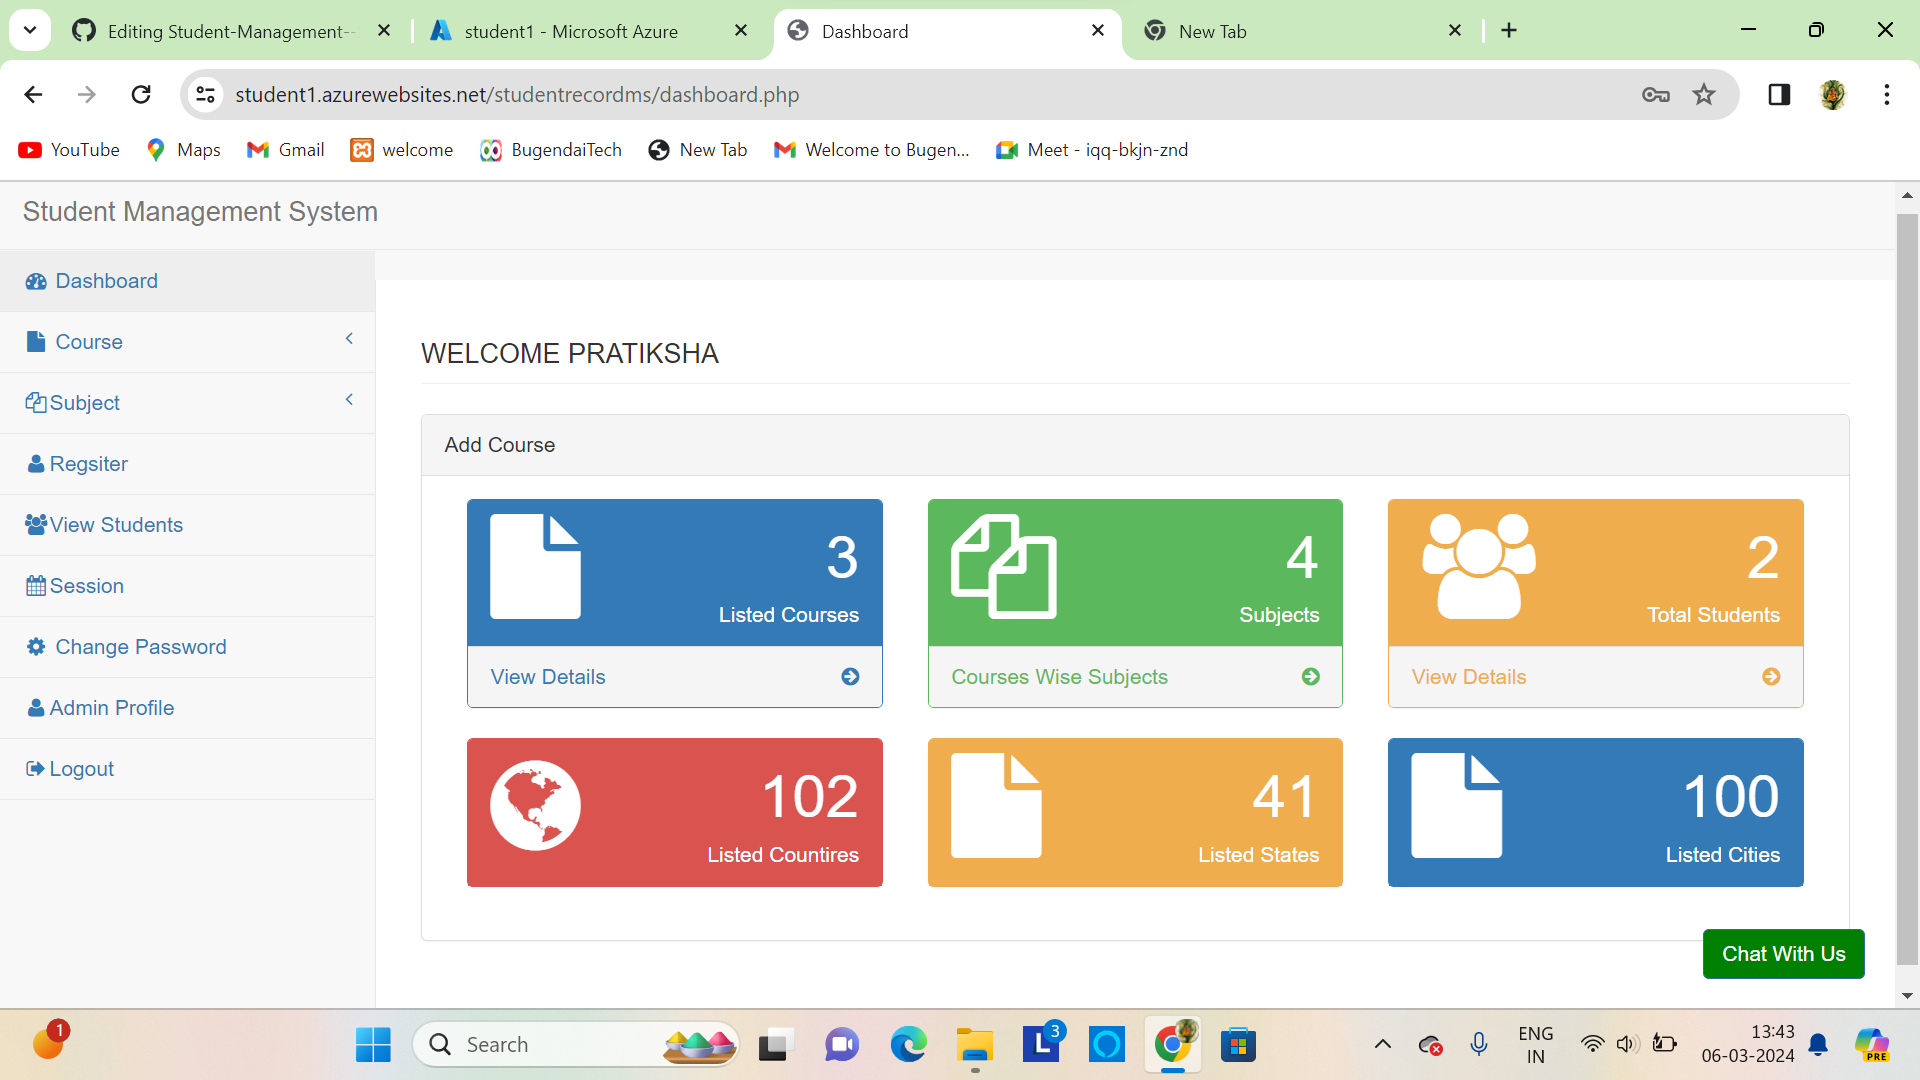 Editing Student-Management--
student1 - Microsoft Azure
Dashboard
New Tab
student1.azurewebsites.net/studentrecordms/dashboard.php
YouTube
Maps
Gmail
welcome
BugendaiTech
New Tab
Welcome to Bugen...
Meet - iqq-bkjn-znd
Student Management System
Dashboard
Course
Subject
Regsiter
View Students
Session
Change Password
Admin Profile
Logout
WELCOME PRATIKSHA
Add Course
3
Listed Courses
View Details
4
Subjects
Courses Wise Subjects
2
Total Students
View Details
102
Listed Countires
41
Listed States
100
Listed Cities
Chat With Us
1
Search
L
3
ENG
IN
13:43
06-03-2024
PRE